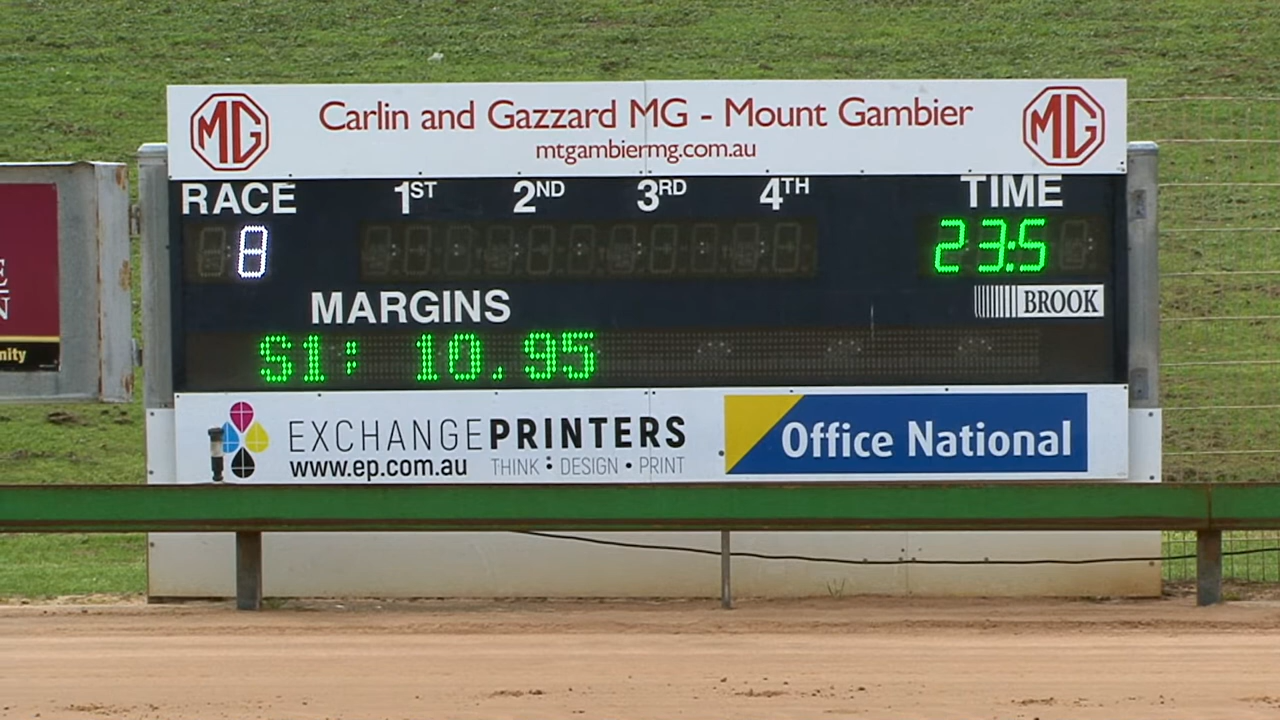 MG Carlin and Gazzard MG - Mount Gambier MG
mtgambiermg.com.au
RACE 1ST 2ND 3RD 4TH TIME
8 23:5
MARGINS BROOK
S1: 10.95
EXCHANGEPRINTERS
www.ep.com.au THINK : DESIGN • PRINT
Office National
E
N
nity